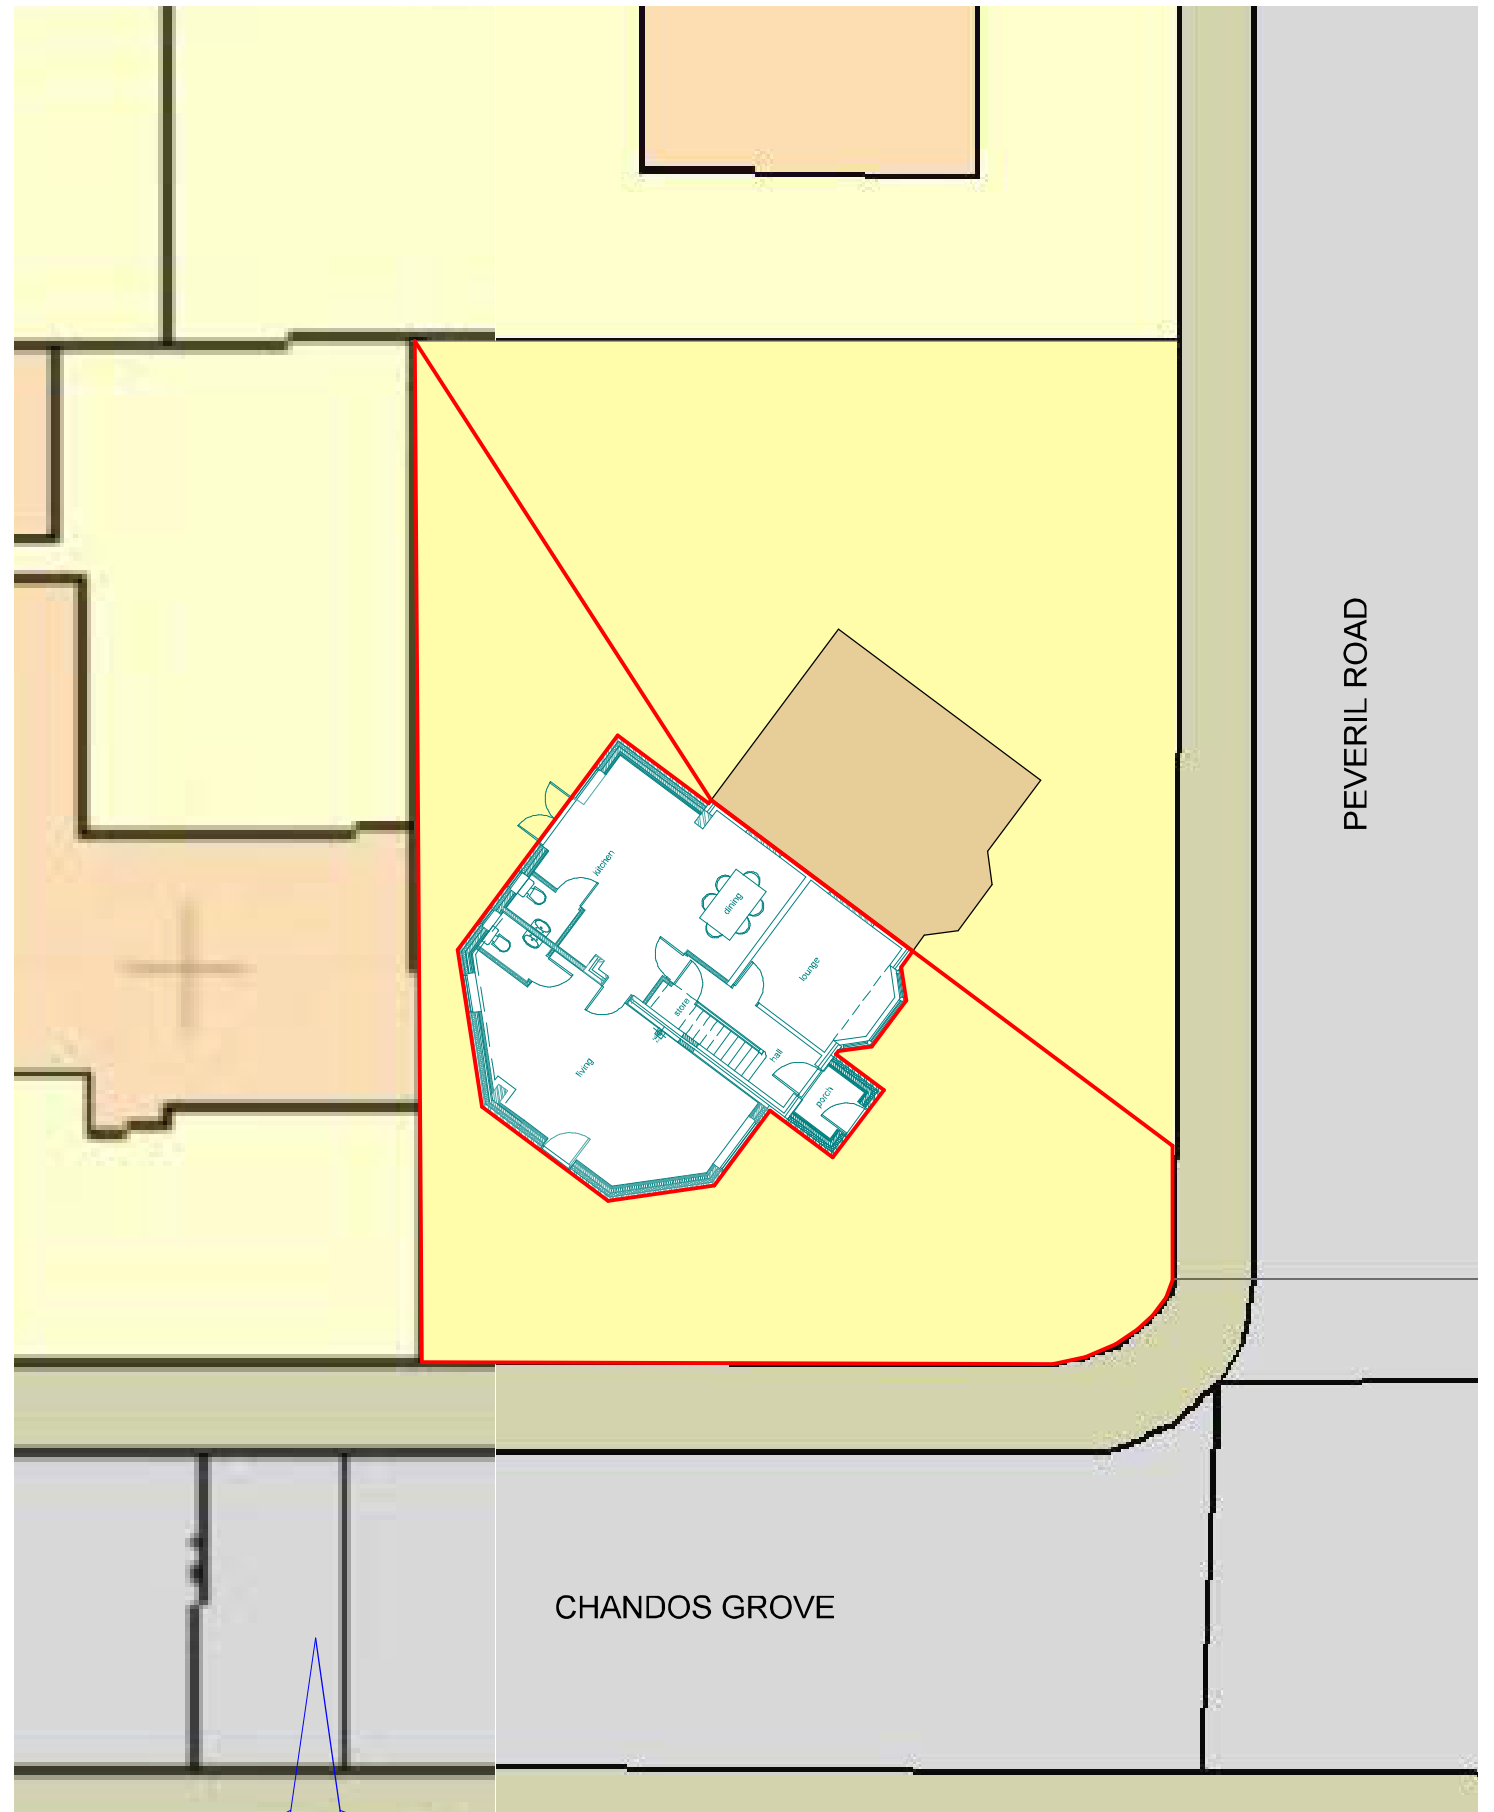 PEVERIL ROAD
kitchen
dining
lounge
store
hall
living
porch
CHANDOS GROVE